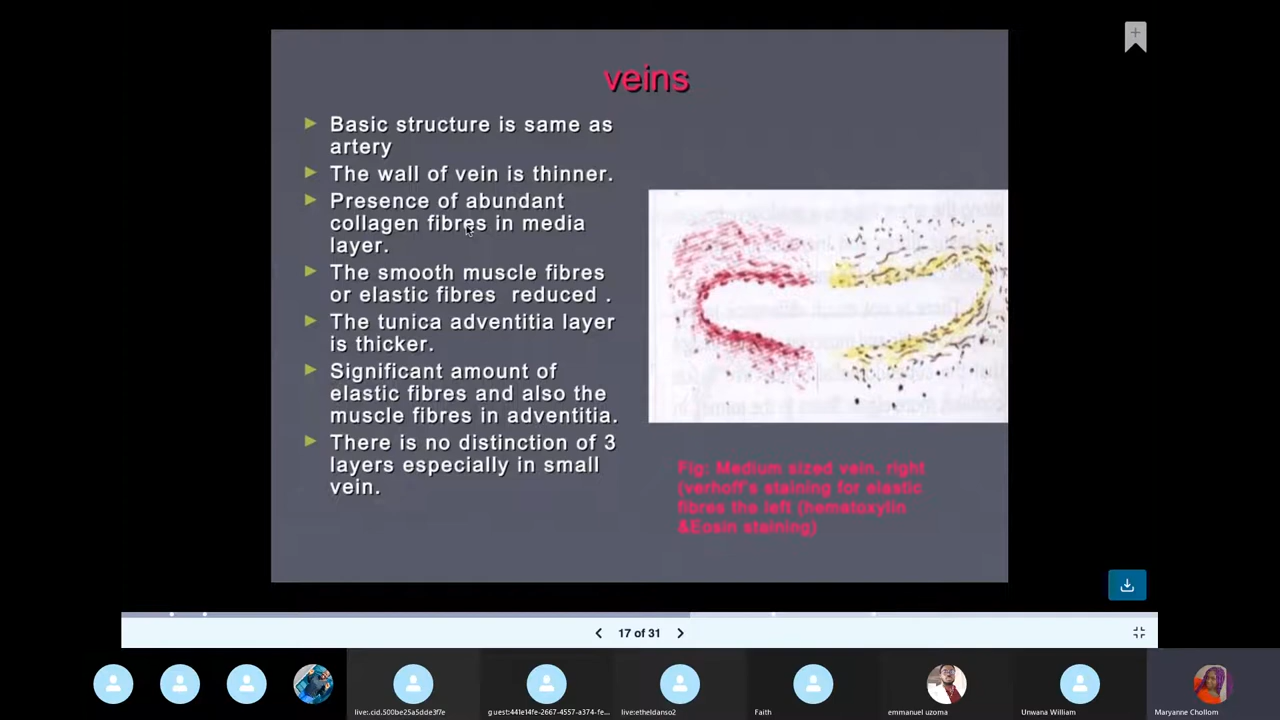 veins
Basic structure is same as
artery
The wall of vein is thinner.
Presence of abundant
collagen fibres in media
layer.
The smooth muscle fibres
or elastic fibres reduced .
The tunica adventitia layer
is thicker.
Significant amount of
elastic fibres and also the
muscle fibres in adventitia.
There is no distinction of 3
layers especially in small
vein.
Fig: Medium sized vein. right
(verhoff's staining for elastic
fibres the left (hematoxylin
&Eosin staining)
17 of 31
live:.cid.500be25a5dde3f7e
guest:441e14fe-2667-4557-a374-fe...
live:etheldanso2
Faith
emmanuel uzoma
Unwana William
Maryanne Chollom